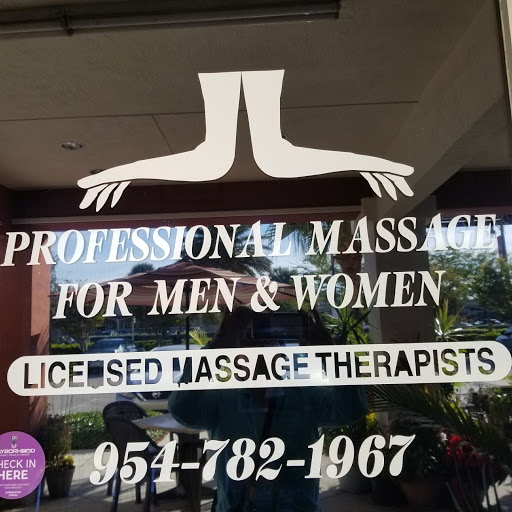 PROFESSIONAL MASSAGE
FOR MEN & WOMEN
LICENSED MASSAGE THERAPISTS
954-782-1967
CHECK IN
HERE